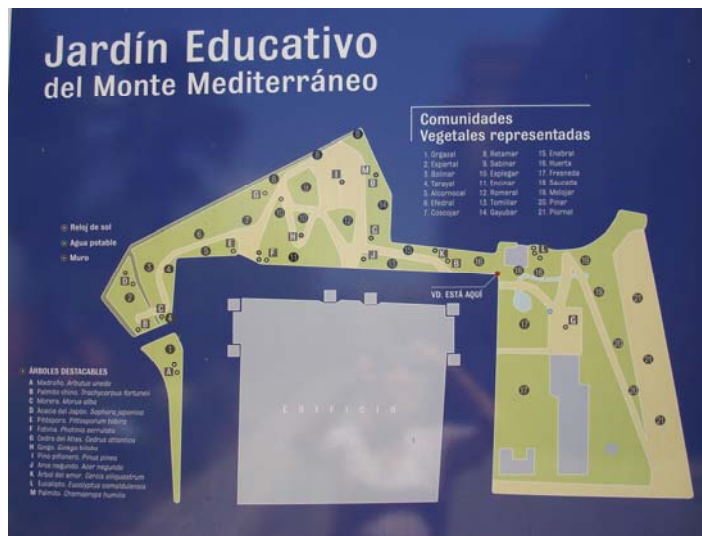 Jardín Educativo
del Monte Mediterráneo
Comunidades
Vegetales representadas
1. Orgazal
2. Espartal
3. Bolinar
4. Tarayal
5. Alcornocal
6. Efedral
7. Coscojar
8. Retamar
9. Sabinar
10. Esplegar
11. Encinar
12. Romeral
13. Tomillar
14. Gayubar
15. Enebral
16. Huerta
17. Fresneda
18. Sauceda
19. Melojar
20. Pinar
21. Piornal
Reloj de sol
Agua potable
Muro
VD. ESTÁ AQUÍ
EDIFICIO
ÁRBOLES DESTACABLES
A Madroño. Arbutus unedo
B Palmito chino. Trachycarpus fortunei
C Morera. Morus alba
D Acacia del Japón. Sophora japonica
E Pitósporo. Pittosporum tobira
F Fotinia. Photinia serrulata
G Cedro del Atlas. Cedrus atlantica
H Gingo. Ginkgo biloba
I Pino piñonero. Pinus pinea
J Arce negundo. Acer negundo
K Árbol del amor. Cercis siliquastrum
L Eucalipto. Eucalyptus camaldulensis
M Palmito. Chamaerops humilis